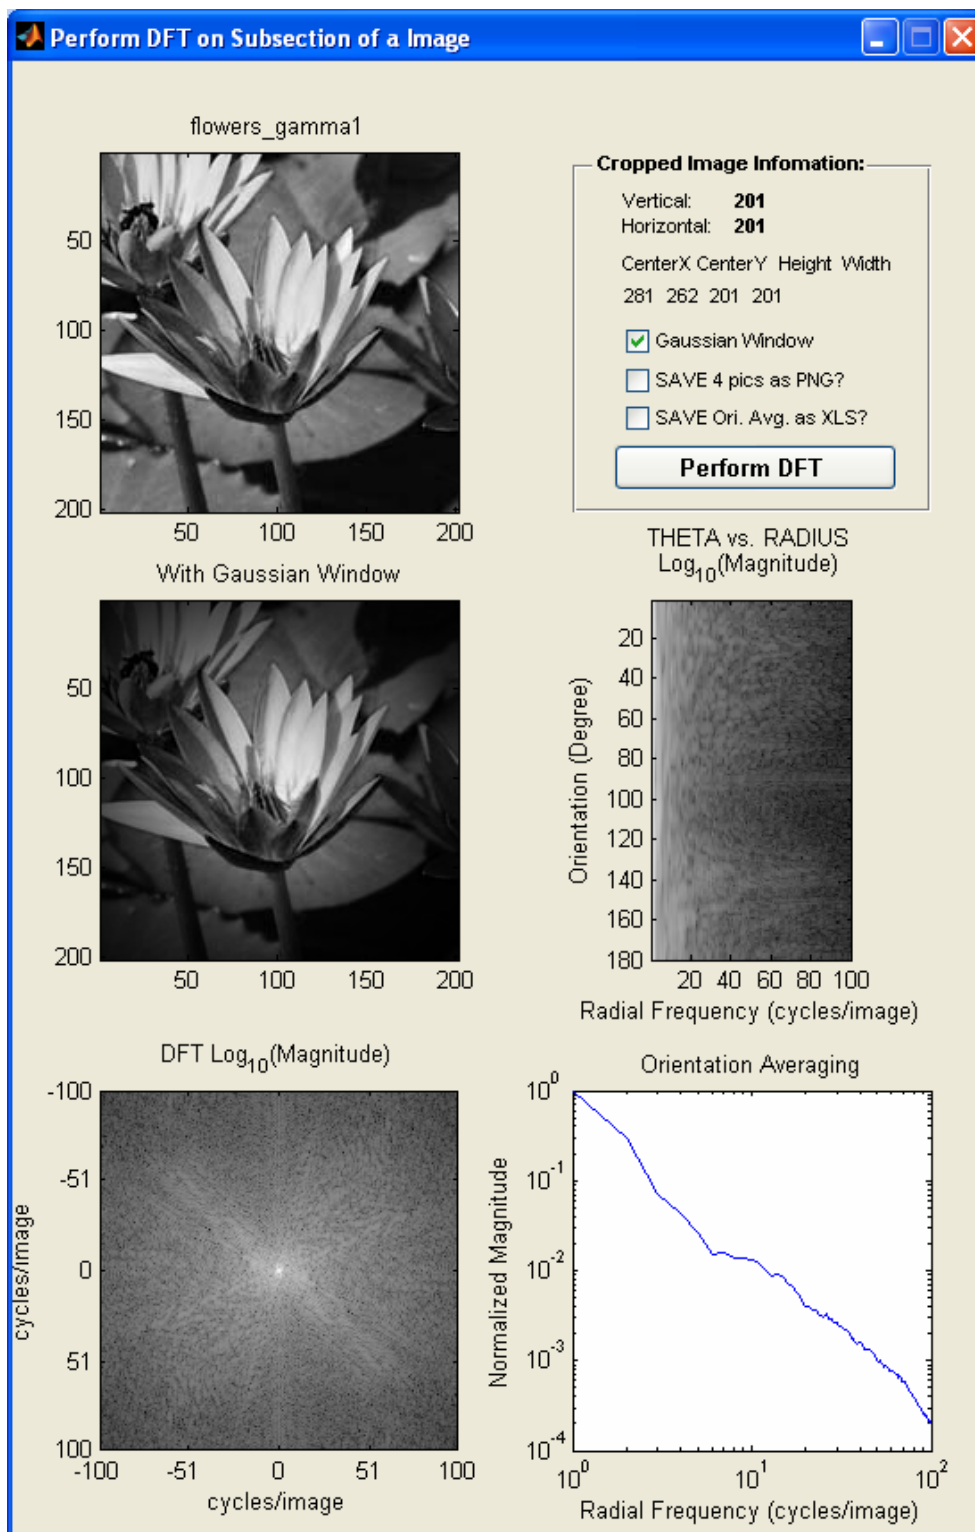 Perform DFT on Subsection of a Image
flowers_gamma1
50
100
150
200
50 100 150 200
Cropped Image Infomation:
Vertical: 201
Horizontal: 201
CenterX CenterY Height Width
281 262 201 201
Gaussian Window
SAVE 4 pics as PNG?
SAVE Ori. Avg. as XLS?
Perform DFT
With Gaussian Window
50
100
150
200
50 100 150 200
THETA vs. RADIUS
Log10(Magnitude)
Orientation (Degree)
20
40
60
80
100
120
140
160
180
20 40 60 80 100
Radial Frequency (cycles/image)
DFT Log10(Magnitude)
cycles/image
-100
-51
0
51
100
-100 -51 0 51 100
cycles/image
Orientation Averaging
Normalized Magnitude
10^0
10^-1
10^-2
10^-3
10^-4
10^0 10^1 10^2
Radial Frequency (cycles/image)